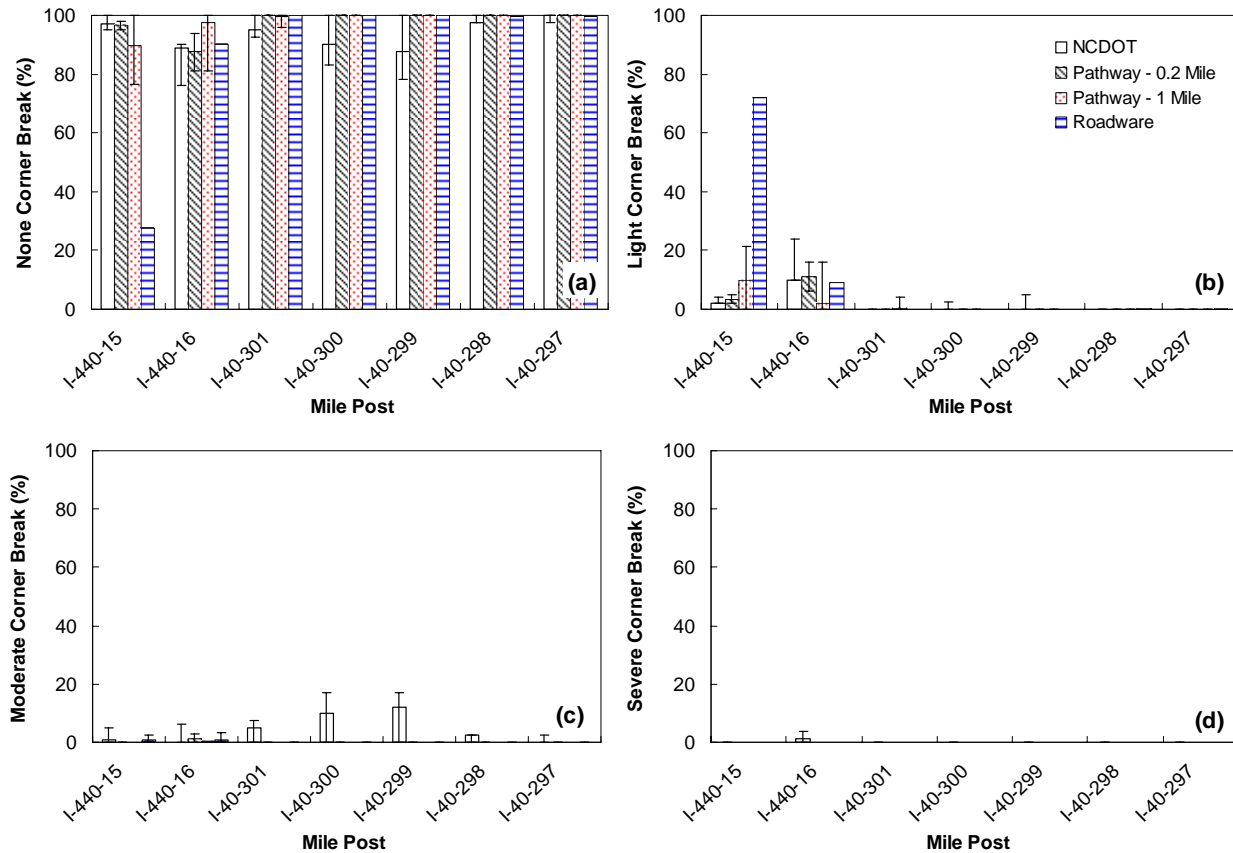 None Corner Break (%)
100
80
60
40
20
0
(a)
I-440-15
I-440-16
I-40-301
I-40-300
I-40-299
I-40-298
I-40-297
Mile Post
Light Corner Break (%)
100
80
60
40
20
0
NCDOT
Pathway - 0.2 Mile
Pathway - 1 Mile
Roadware
(b)
I-440-15
I-440-16
I-40-301
I-40-300
I-40-299
I-40-298
I-40-297
Mile Post
Moderate Corner Break (%)
100
80
60
40
20
0
(c)
I-440-15
I-440-16
I-40-301
I-40-300
I-40-299
I-40-298
I-40-297
Mile Post
Severe Corner Break (%)
100
80
60
40
20
0
(d)
I-440-15
I-440-16
I-40-301
I-40-300
I-40-299
I-40-298
I-40-297
Mile Post